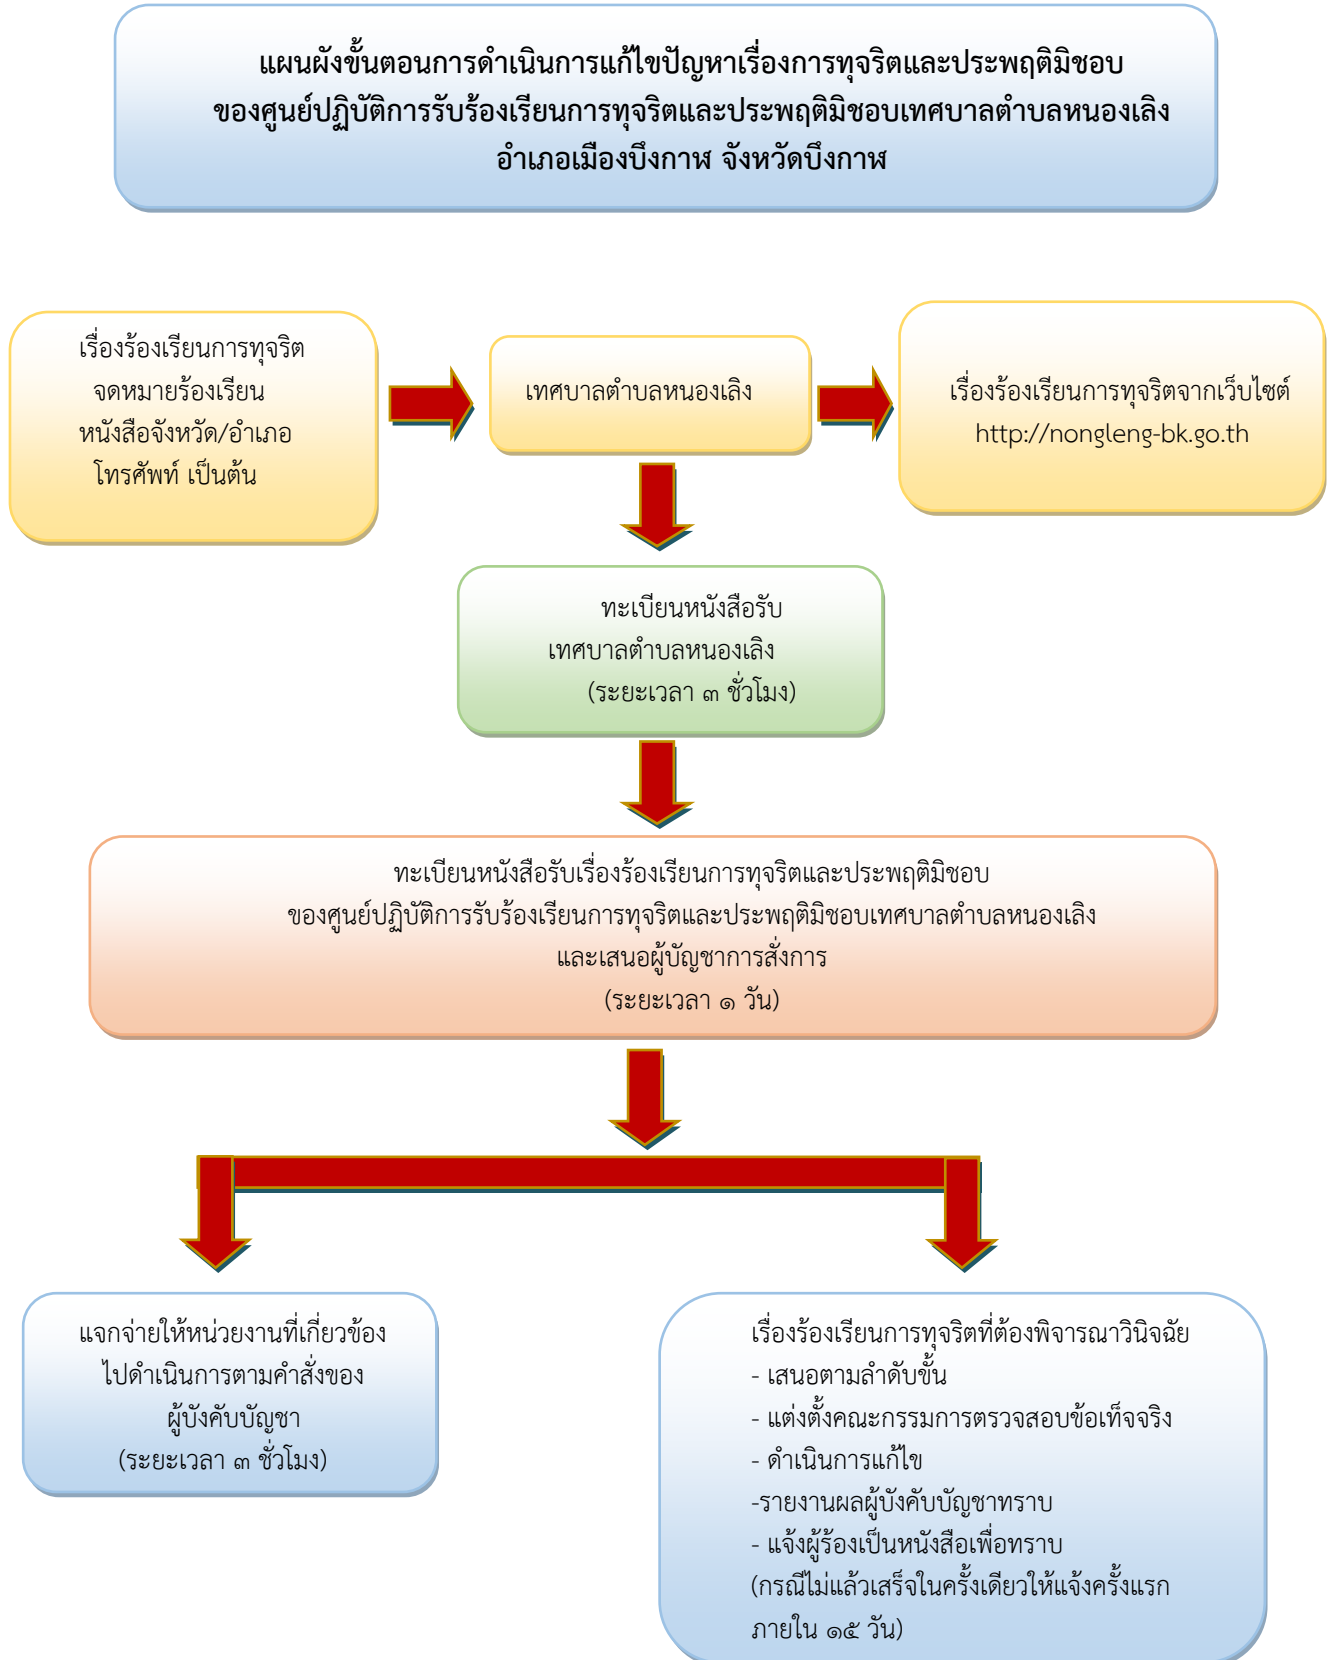 แผนผังขั้นตอนการดำเนินการแก้ไขปัญหาเรื่องการทุจริตและประพฤติมิชอบ
ของศูนย์ปฏิบัติการรับร้องเรียนการทุจริตและประพฤติมิชอบเทศบาลตำบลหนองเลิง
อำเภอเมืองบึงกาฬ จังหวัดบึงกาฬ
เรื่องร้องเรียนการทุจริต
จดหมายร้องเรียน
หนังสือจังหวัด/อำเภอ
โทรศัพท์ เป็นต้น
เทศบาลตำบลหนองเลิง
เรื่องร้องเรียนการทุจริตจากเว็บไซต์
http://nongleng-bk.go.th
ทะเบียนหนังสือรับ
เทศบาลตำบลหนองเลิง
(ระยะเวลา ๓ ชั่วโมง)
ทะเบียนหนังสือรับเรื่องร้องเรียนการทุจริตและประพฤติมิชอบ
ของศูนย์ปฏิบัติการรับร้องเรียนการทุจริตและประพฤติมิชอบเทศบาลตำบลหนองเลิง
และเสนอผู้บัญชาการสั่งการ
(ระยะเวลา ๑ วัน)
แจกจ่ายให้หน่วยงานที่เกี่ยวข้อง
ไปดำเนินการตามคำสั่งของ
ผู้บังคับบัญชา
(ระยะเวลา ๓ ชั่วโมง)
เรื่องร้องเรียนการทุจริตที่ต้องพิจารณาวินิจฉัย
- เสนอตามลำดับขั้น
- แต่งตั้งคณะกรรมการตรวจสอบข้อเท็จจริง
- ดำเนินการแก้ไข
-รายงานผลผู้บังคับบัญชาทราบ
- แจ้งผู้ร้องเป็นหนังสือเพื่อทราบ
(กรณีไม่แล้วเสร็จในครั้งเดียวให้แจ้งครั้งแรก
ภายใน ๑๕ วัน)